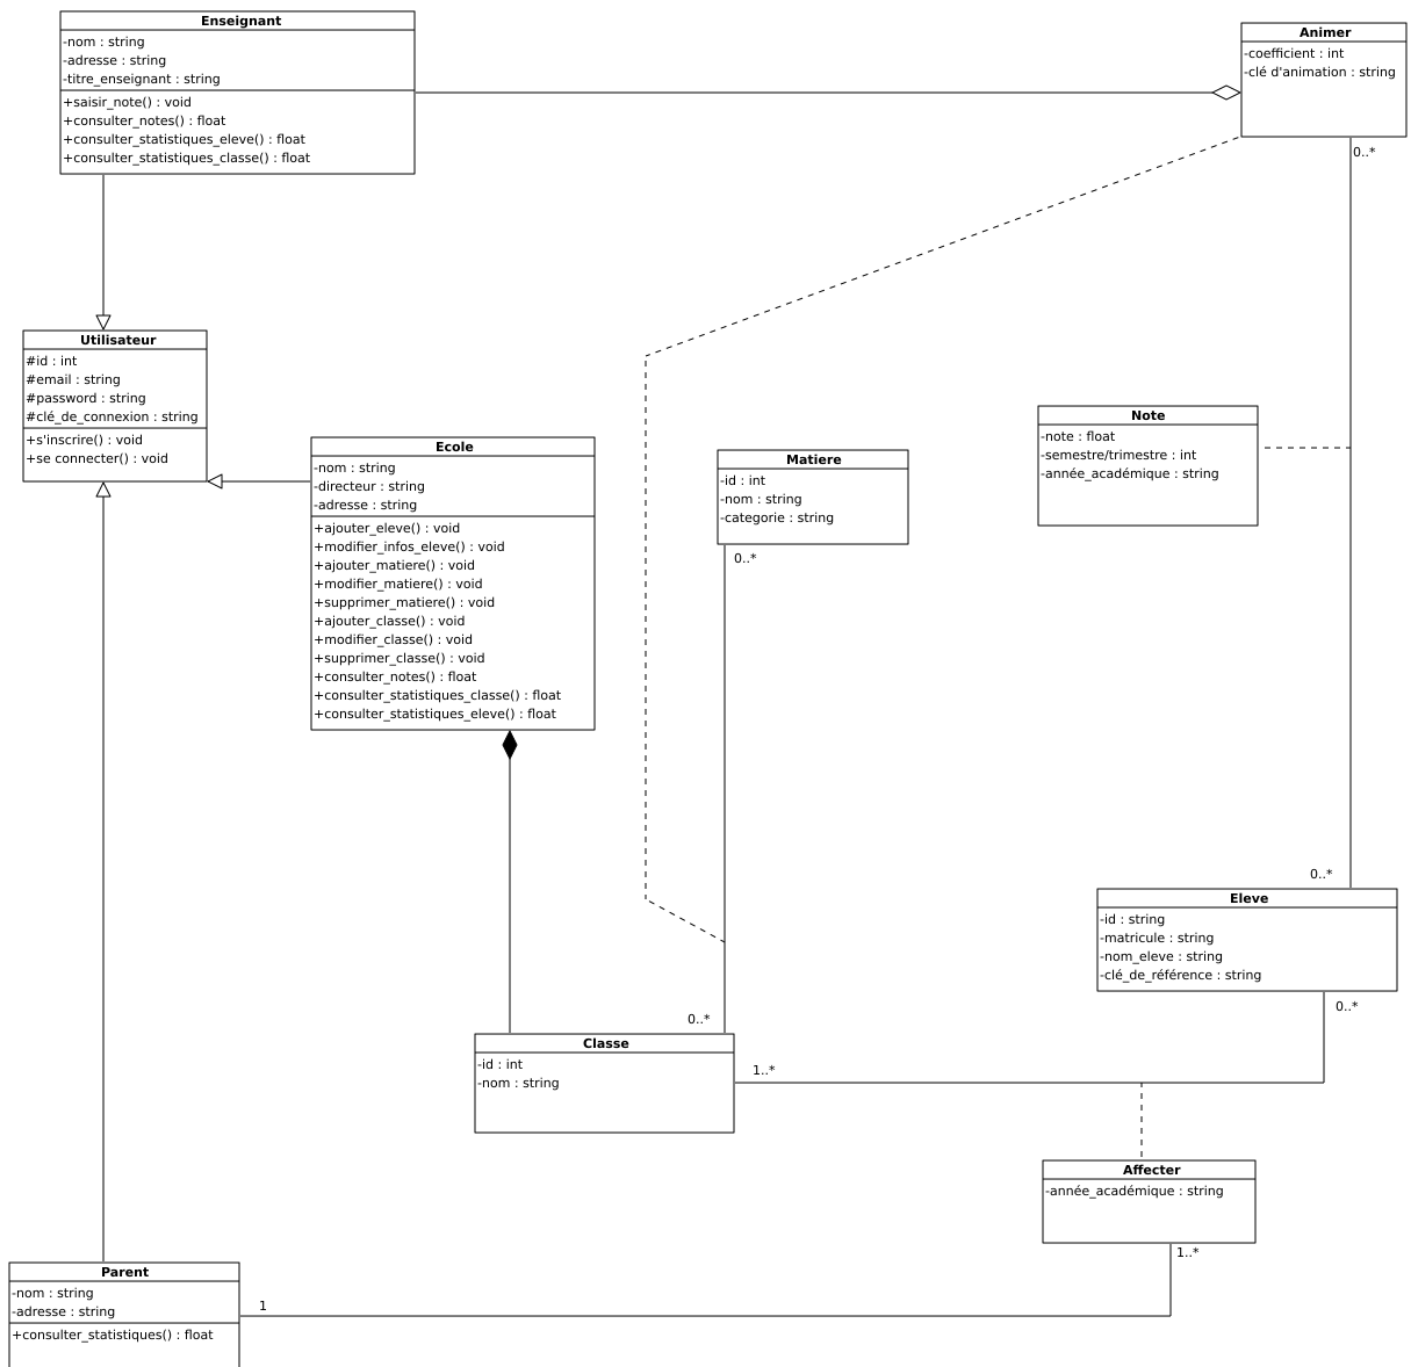 Enseignant
-nom : string
-adresse : string
-titre_enseignant : string
+saisir_note() : void
+consulter_notes() : float
+consulter_statistiques_eleve() : float
+consulter_statistiques_classe() : float
Animer
-coefficient : int
-clé d'animation : string
0..*
Utilisateur
#id : int
#email : string
#password : string
#clé_de_connexion : string
+s'inscrire() : void
+se connecter() : void
Ecole
-nom : string
-directeur : string
-adresse : string
+ajouter_eleve() : void
+modifier_infos_eleve() : void
+ajouter_matiere() : void
+modifier_matiere() : void
+supprimer_matiere() : void
+ajouter_classe() : void
+modifier_classe() : void
+supprimer_classe() : void
+consulter_notes() : float
+consulter_statistiques_classe() : float
+consulter_statistiques_eleve() : float
Matiere
-id : int
-nom : string
-categorie : string
0..*
Note
-note : float
-semestre/trimestre : int
-année_académique : string
0..*
Eleve
-id : string
-matricule : string
-nom_eleve : string
-clé_de_référence : string
0..*
0..*
Classe
-id : int
-nom : string
1..*
Affecter
-année_académique : string
1..*
Parent
-nom : string
-adresse : string
+consulter_statistiques() : float
1